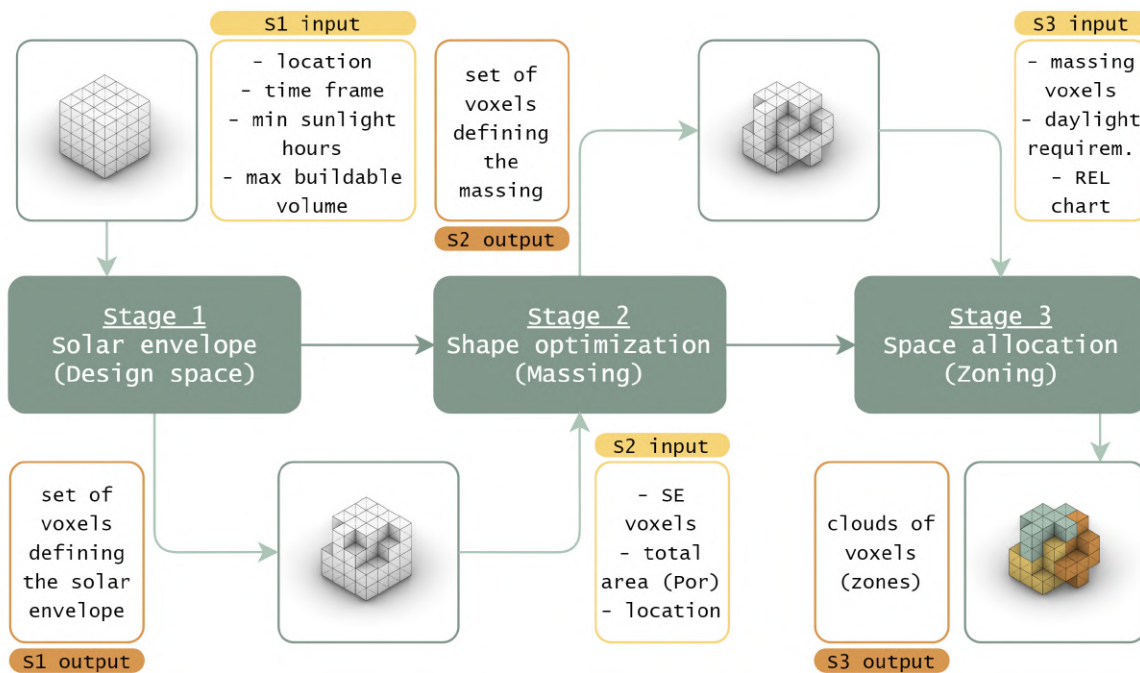 S1 input
- location
- time frame
- min sunlight
hours
- max buildable
volume
set of
voxels
defining
the
massing
S2 output
S3 input
- massing
voxels
- daylight
requirem.
- REL
chart
Stage 1
Solar envelope
(Design space)
Stage 2
Shape optimization
(Massing)
Stage 3
Space allocation
(Zoning)
set of
voxels
defining
the solar
envelope
S1 output
S2 input
- SE
voxels
- total
area (Por)
- location
clouds of
voxels
(zones)
S3 output